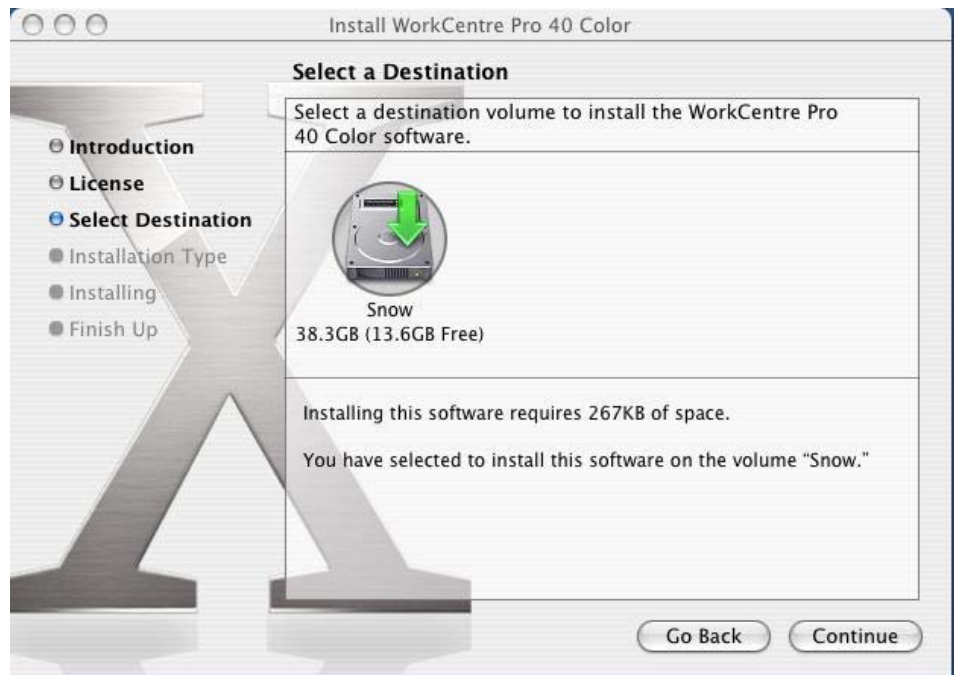 Install WorkCentre Pro 40 Color
Select a Destination
Select a destination volume to install the WorkCentre Pro
40 Color software.
Introduction
License
Select Destination
Installation Type
Installing
Finish Up
Snow
38.3GB (13.6GB Free)
Installing this software requires 267KB of space.
You have selected to install this software on the volume “Snow.”
Go Back
Continue